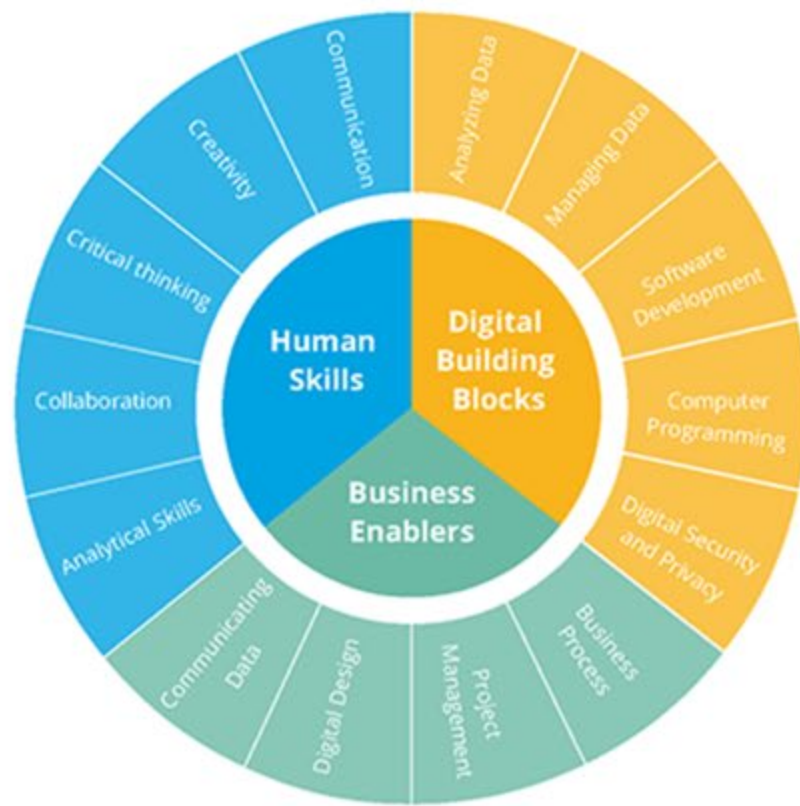 Communication
Creativity
Critical thinking
Collaboration
Analytical Skills
Analyzing Data
Managing Data
Software
Development
Computer
Programming
Digital Security
and Privacy
Business
Process
Project
Management
Digital Design
Communicating
Data
Human
Skills
Digital
Building
Blocks
Business
Enablers